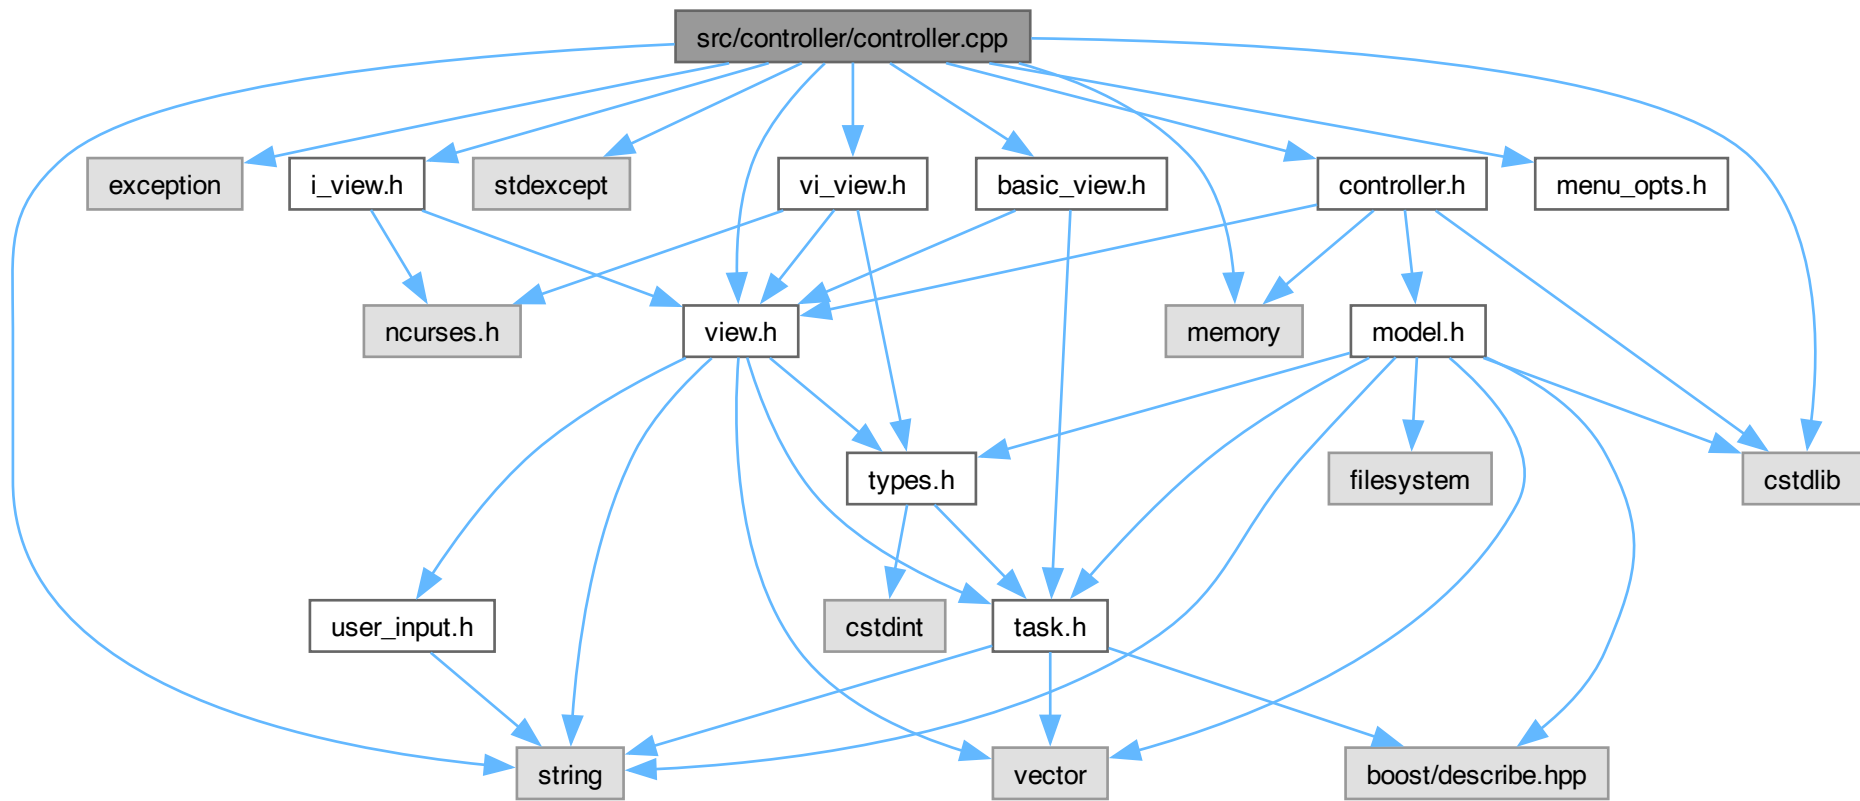 src/controller/controller.cpp
exception
i_view.h
stdexcept
vi_view.h
basic_view.h
controller.h
menu_opts.h
ncurses.h
view.h
memory
model.h
types.h
filesystem
cstdlib
user_input.h
cstdint
task.h
string
vector
boost/describe.hpp